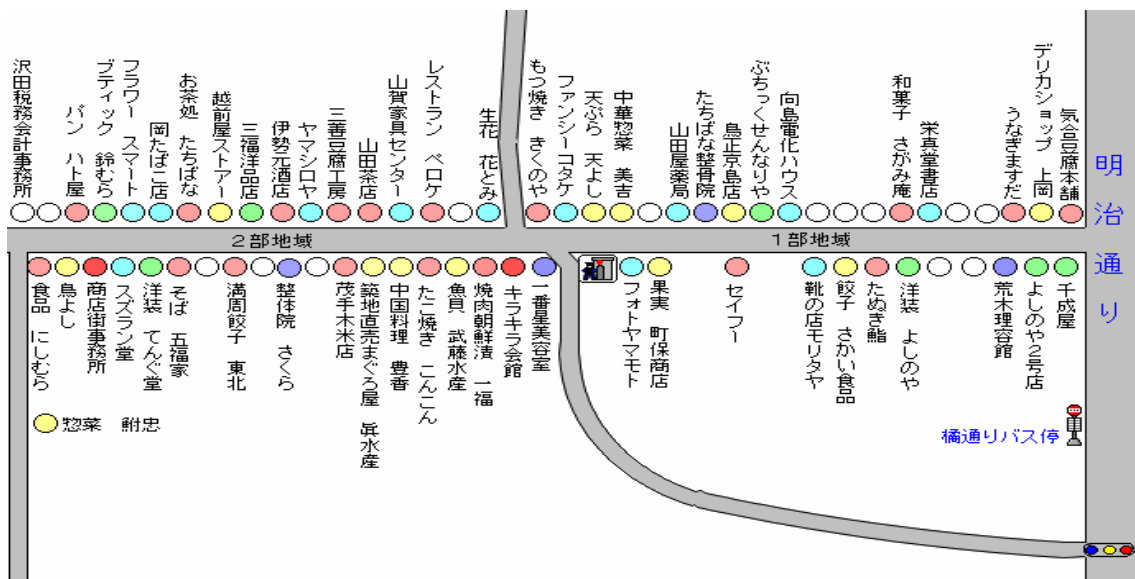 沢田税務会計事務所
パン ハト屋
ブティック 鈴むら
フラワー スマート
岡たばこ店
お茶処 たちばな
越前屋ストアー
三福洋品店
伊勢元酒店
ヤマシロヤ
三善豆腐工房
山田茶店
山賀家具センター
レストラン ペロケ
生花 花とみ
もつ焼き きくのや
ファンシーコタケ
天ぷら 天よし
中華惣菜 美吉
山田屋薬局
たちばな整骨院
鳥正京島店
ぶちっくせんなりや
向島電化ハウス
和菓子 さがみ庵
栄真堂書店
うなぎますだ
デリカショップ 上岡
気合豆腐本舗
明治通り
2部地域
1部地域
食品 にしむら
鳥よし
商店街事務所
スズラン堂
洋装 てんぐ堂
そば 五福家
満周餃子 東北
整体院 さくら
茂手木米店
築地直売まぐろ屋 眞水産
中国料理 豊香
たこ焼き こんこん
魚貝 武藤水産
焼肉朝鮮漬 一福
キラキラ会館
一番星美容室
フォトヤマモト
果実 町保商店
セイフー
靴の店モリタヤ
餃子 さかい食品
たぬき鮨
洋装 よしのや
荒木理容館
よしのや2号店
千成屋
惣菜 鮒忠
橘通りバス停